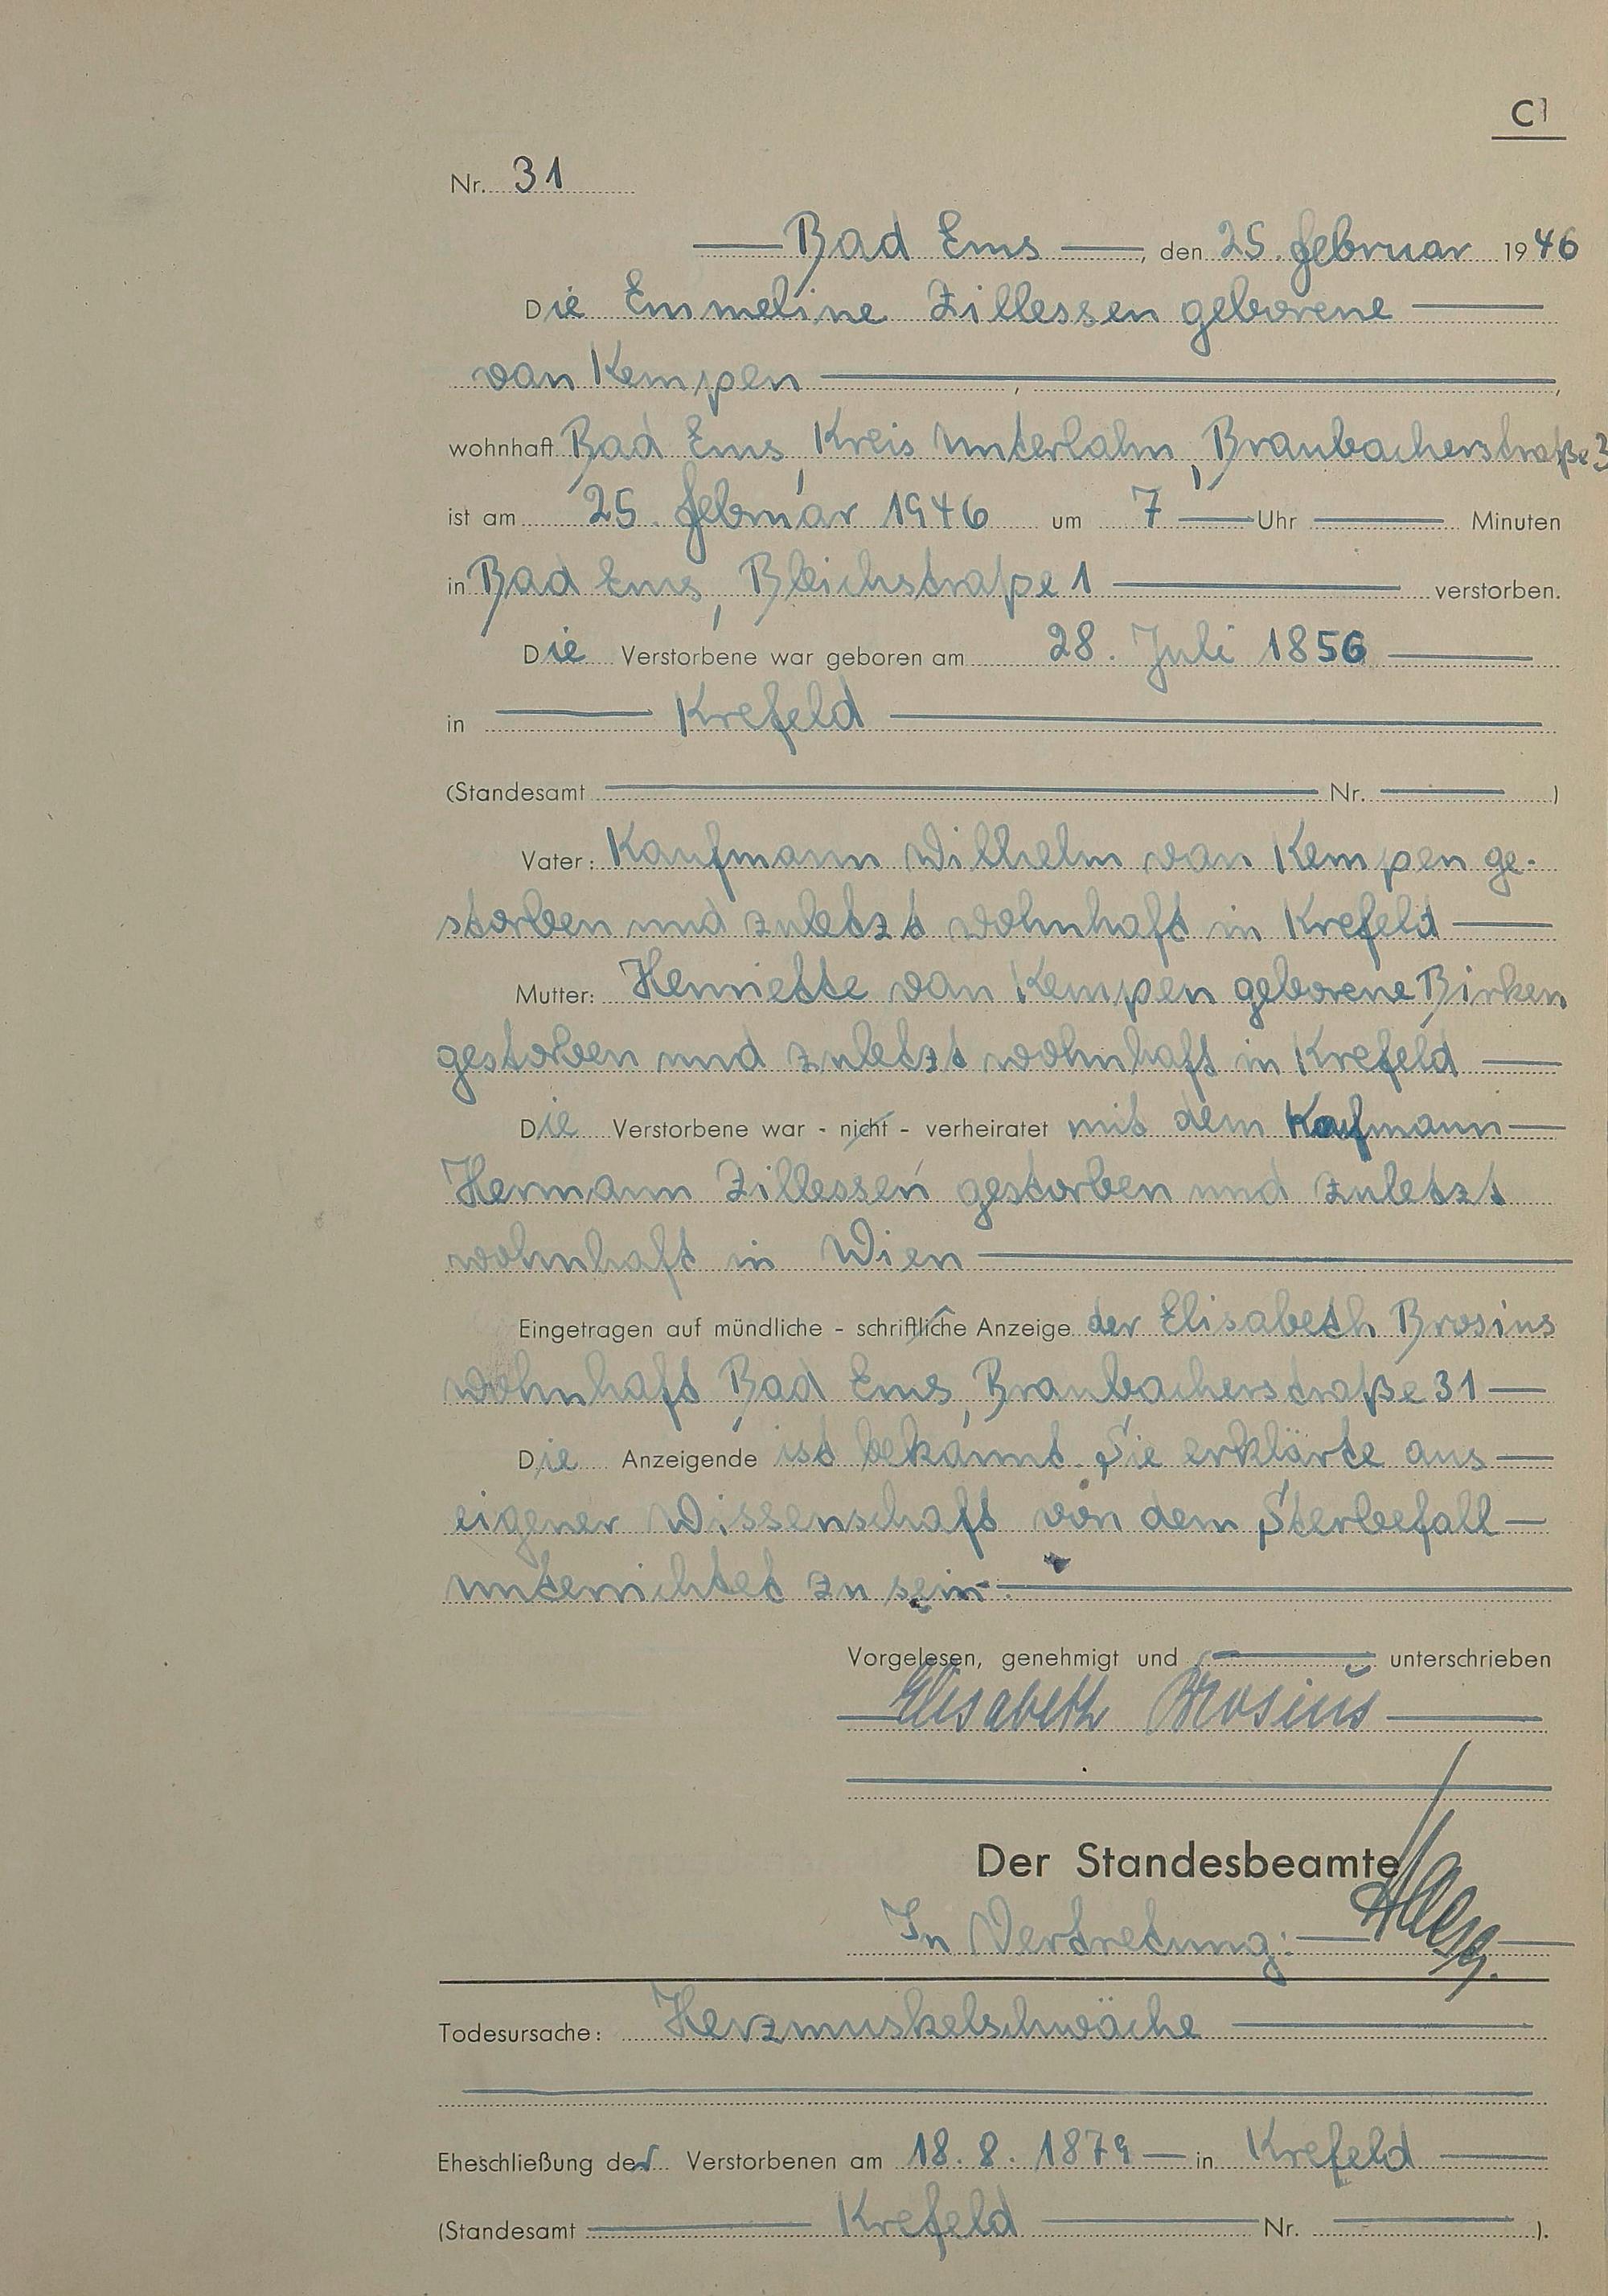 C1
Nr. 31
Bad Ems, den 25. Februar 1946
Die Emmeline Zillessen geborene
van Kempen
wohnhaft Bad Ems, Kreis Unterlahn, Braubacherstraße 3
ist am 25. Februar 1946 um 7 Uhr Minuten
in Bad Ems, Bleichstraße 1 verstorben.
Die Verstorbene war geboren am 28. Juli 1856
in Krefeld
(Standesamt Nr. )
Vater: Kaufmann Wilhelm van Kempen ge-
storben und zuletzt wohnhaft in Krefeld
Mutter: Henriette van Kempen geborene Birken
gestorben und zuletzt wohnhaft in Krefeld
Die Verstorbene war - nicht - verheiratet mit dem Kaufmann
Hermann Zillessen gestorben und zuletzt
wohnhaft in Wien
Eingetragen auf mündliche - schriftliche Anzeige der Elisabeth Brosius
wohnhaft Bad Ems, Braubacherstraße 31
Die Anzeigende ist bekannt. Sie erklärte aus
eigener Wissenschaft von dem Sterbefall
unterrichtet zu sein.
Vorgelesen, genehmigt und unterschrieben
Elisabeth Brosius
Der Standesbeamte
In Vertretung:
Todesursache: Herzmuskelschwäche
Eheschließung der Verstorbenen am 18. 8. 1879 in Krefeld
(Standesamt Krefeld Nr. ).